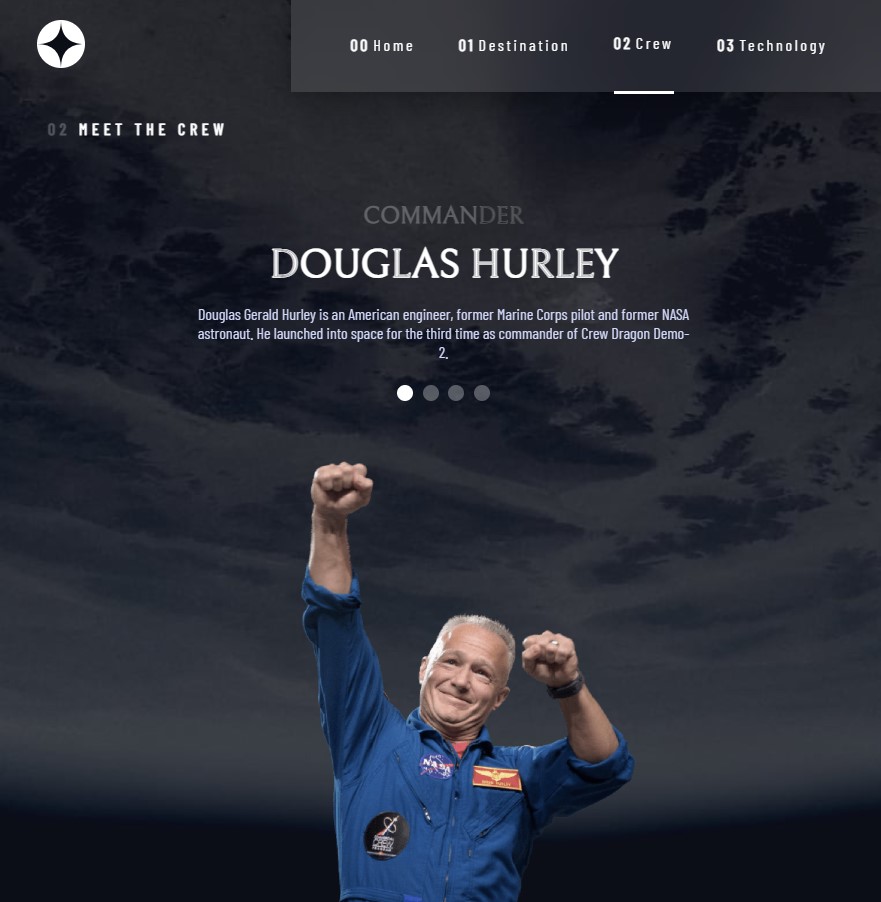 00 Home 01 Destination 02 Crew 03 Technology
02 MEET THE CREW
COMMANDER
DOUGLAS HURLEY
Douglas Gerald Hurley is an American engineer, former Marine Corps pilot and former NASA
astronaut. He launched into space for the third time as commander of Crew Dragon Demo-
2.
NASA